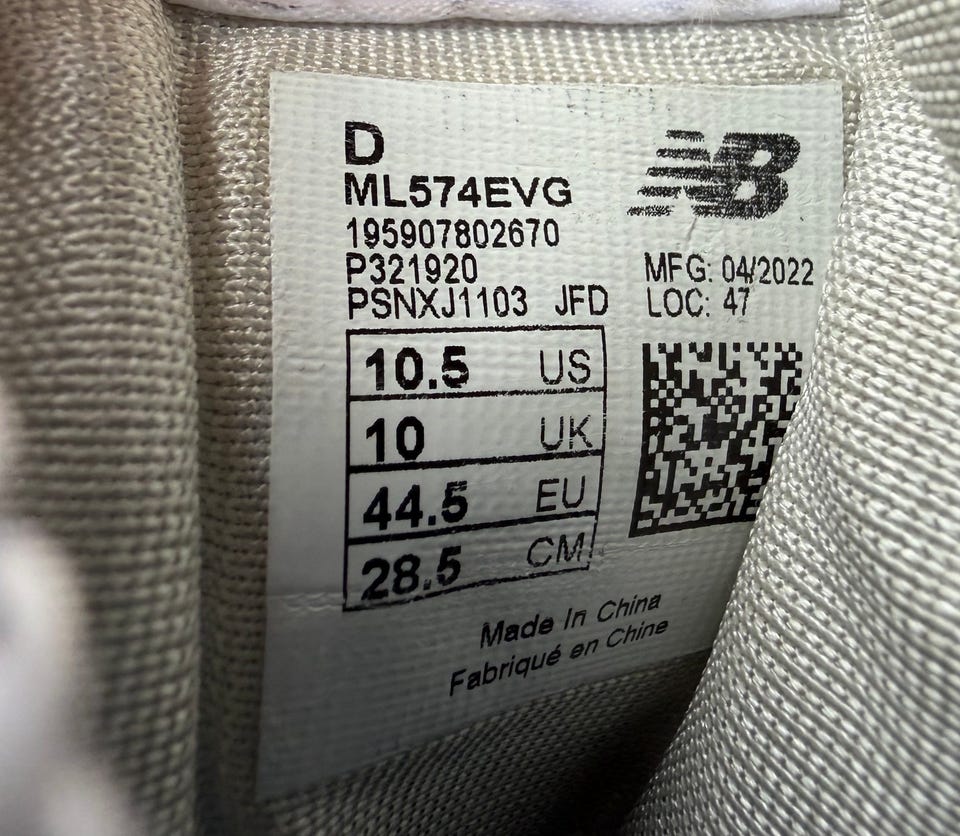 D
NB
ML574EVG
195907802670
P321920
PSNXJ1103 JFD
MFG: 04/2022
LOC: 47
10.5 US
10 UK
44.5 EU
28.5 CM
Made In China
Fabriqué en Chine